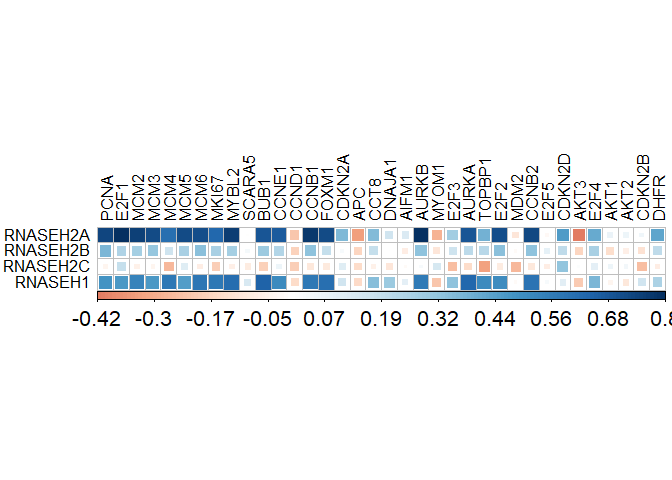 PCNA
E2F1
MCM2
MCM3
MCM4
MCM5
MCM6
MKI67
MYBL2
SCARA5
BUB1
CCNE1
CCND1
CCNB1
FOXM1
CDKN2A
APC
CCT8
DNAJA1
AIFM1
AURKB
MYOM1
E2F3
AURKA
TOPBP1
E2F2
MDM2
CCNB2
E2F5
CDKN2D
AKT3
E2F4
AKT1
AKT2
CDKN2B
DHFR
RNASEH2A
RNASEH2B
RNASEH2C
RNASEH1
-0.42 -0.3 -0.17 -0.05 0.07 0.19 0.32 0.44 0.56 0.68 0.8